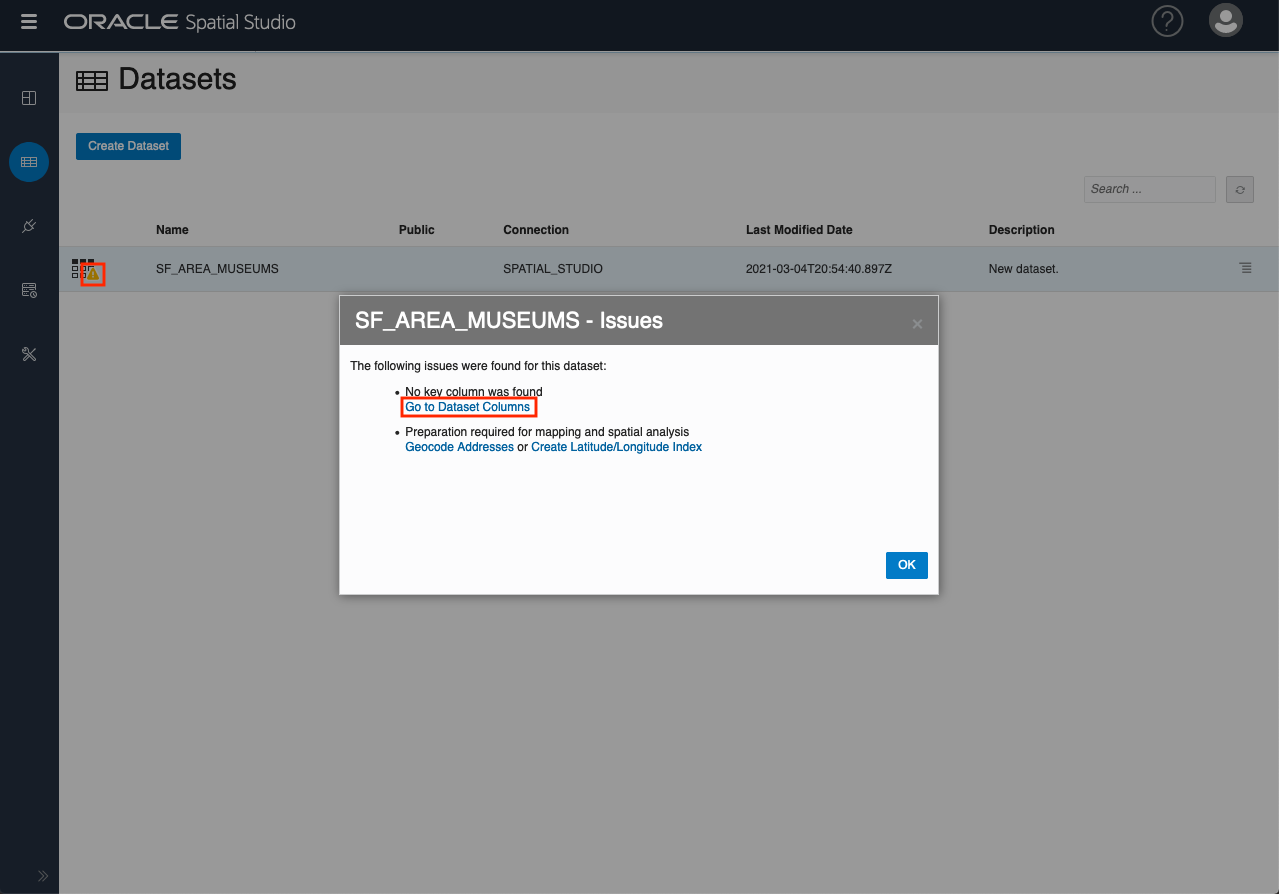 ORACLE Spatial Studio
Datasets
Create Dataset
Search ...
Name Public Connection Last Modified Date Description
SF_AREA_MUSEUMS SPATIAL_STUDIO 2021-03-04T20:54:40.897Z New dataset.
SF_AREA_MUSEUMS - Issues
The following issues were found for this dataset:
• No key column was found
Go to Dataset Columns
• Preparation required for mapping and spatial analysis
Geocode Addresses or Create Latitude/Longitude Index
OK